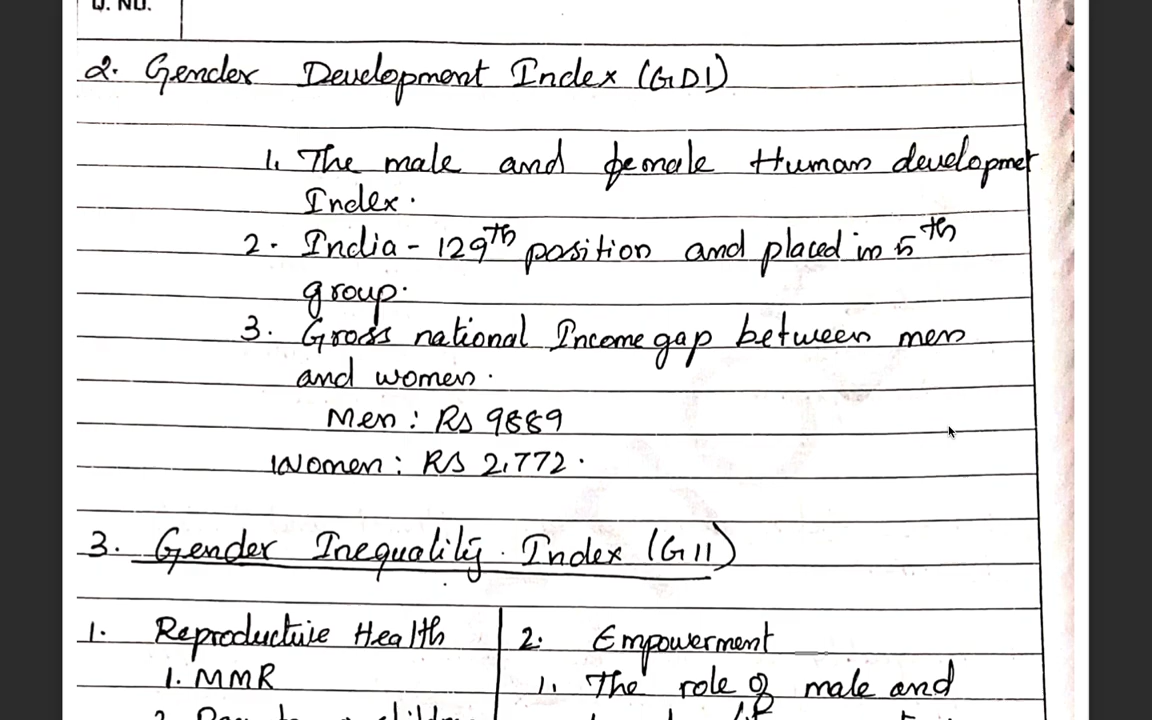 Q. NO.
2. Gender Development Index (GDI)
1. The male and female Human developmet
Index.
2. India - 129th position and placed in 5th
group.
3. Gross national Income gap between men
and women.
Men : Rs 9889
Women : Rs 2,772.
3. Gender Inequality Index (GII)
1. Reproductive Health
1. MMR
2. Empowerment
1. The role of male and